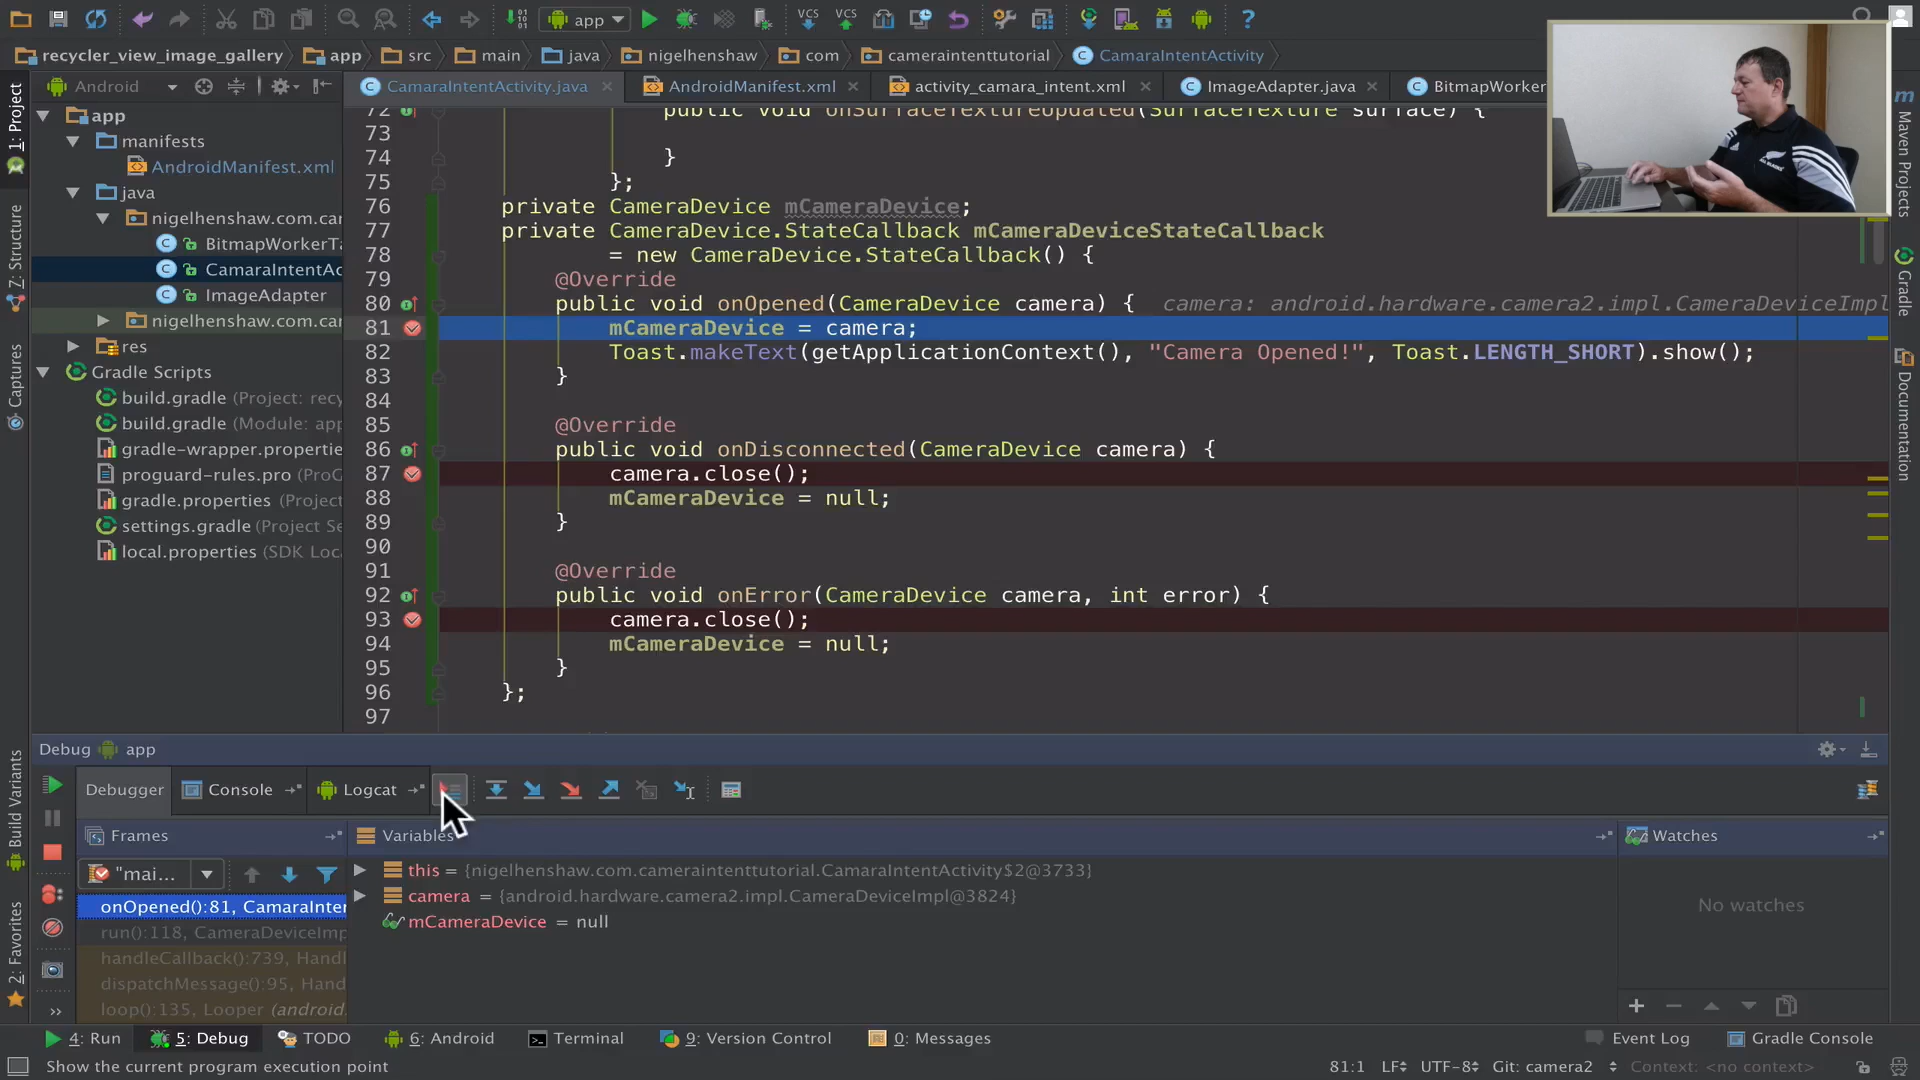 app
recycler_view_image_gallery app src main java nigelhenshaw com cameraintenttutorial CamaraIntentActivity
Android
CamaraIntentActivity.java AndroidManifest.xml activity_camara_intent.xml ImageAdapter.java BitmapWorker
1: Project
7: Structure
Captures
Build Variants
2: Favorites
app
manifests
AndroidManifest.xml
java
nigelhenshaw.com.car
BitmapWorkerTa
CamaraIntentAc
ImageAdapter
nigelhenshaw.com.car
res
Gradle Scripts
build.gradle (Project: recy
build.gradle (Module: app
gradle-wrapper.propertie
proguard-rules.pro (ProG
gradle.properties (Project
settings.gradle (Project Se
local.properties (SDK Loc
72 public void onSurfaceTextureUpdated(SurfaceTexture surface) {
73
74 }
75 };
76 private CameraDevice mCameraDevice;
77 private CameraDevice.StateCallback mCameraDeviceStateCallback
78 = new CameraDevice.StateCallback() {
79 @Override
80 public void onOpened(CameraDevice camera) { camera: android.hardware.camera2.impl.CameraDeviceImpl
81 mCameraDevice = camera;
82 Toast.makeText(getApplicationContext(), "Camera Opened!", Toast.LENGTH_SHORT).show();
83 }
84
85 @Override
86 public void onDisconnected(CameraDevice camera) {
87 camera.close();
88 mCameraDevice = null;
89 }
90
91 @Override
92 public void onError(CameraDevice camera, int error) {
93 camera.close();
94 mCameraDevice = null;
95 }
96 };
97
Maven Projects
Gradle
Documentation
Debug app
Debugger Console Logcat
Frames Variables Watches
"mai...
onOpened():81, CamaraInter
run():118, CameraDeviceImp
handleCallback():739, Hand
dispatchMessage():95, Hand
loop():135, Looper (android.
this = {nigelhenshaw.com.cameraintenttutorial.CamaraIntentActivity$2@3733}
camera = {android.hardware.camera2.impl.CameraDeviceImpl@3824}
mCameraDevice = null
No watches
4: Run 5: Debug TODO 6: Android Terminal 9: Version Control 0: Messages Event Log Gradle Console
Show the current program execution point 81:1 LF UTF-8 Git: camera2 Context: <no context>